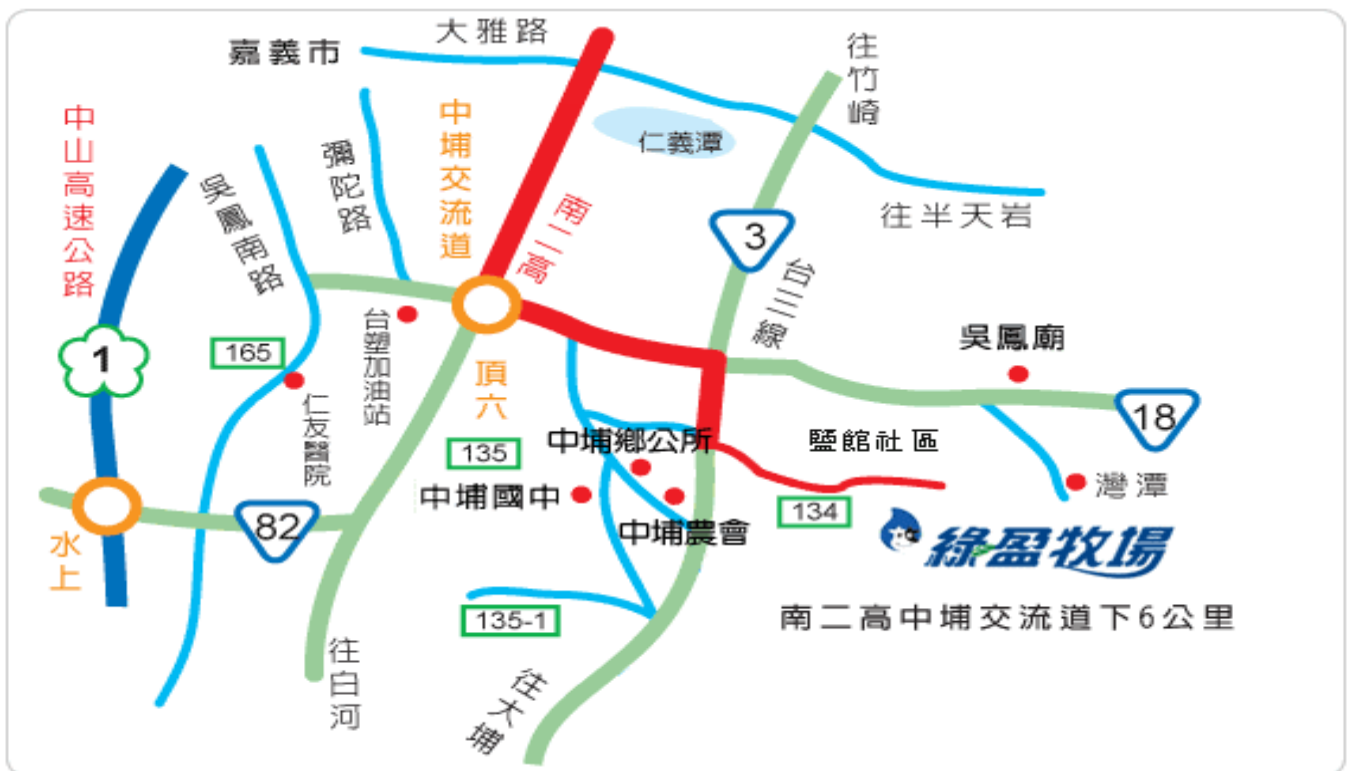 大雅路
嘉義市
往竹崎
中山高速公路
中埔交流道
彌陀路
仁義潭
吳鳳南路
南二高
往半天岩
3
台三線
台塑加油站
吳鳳廟
1
165
頂六
仁友醫院
18
135
中埔鄉公所
鹽館社區
中埔國中
灣潭
134
82
中埔農會
綠盈牧場
水上
135-1
南二高中埔交流道下6公里
往白河
往大埔